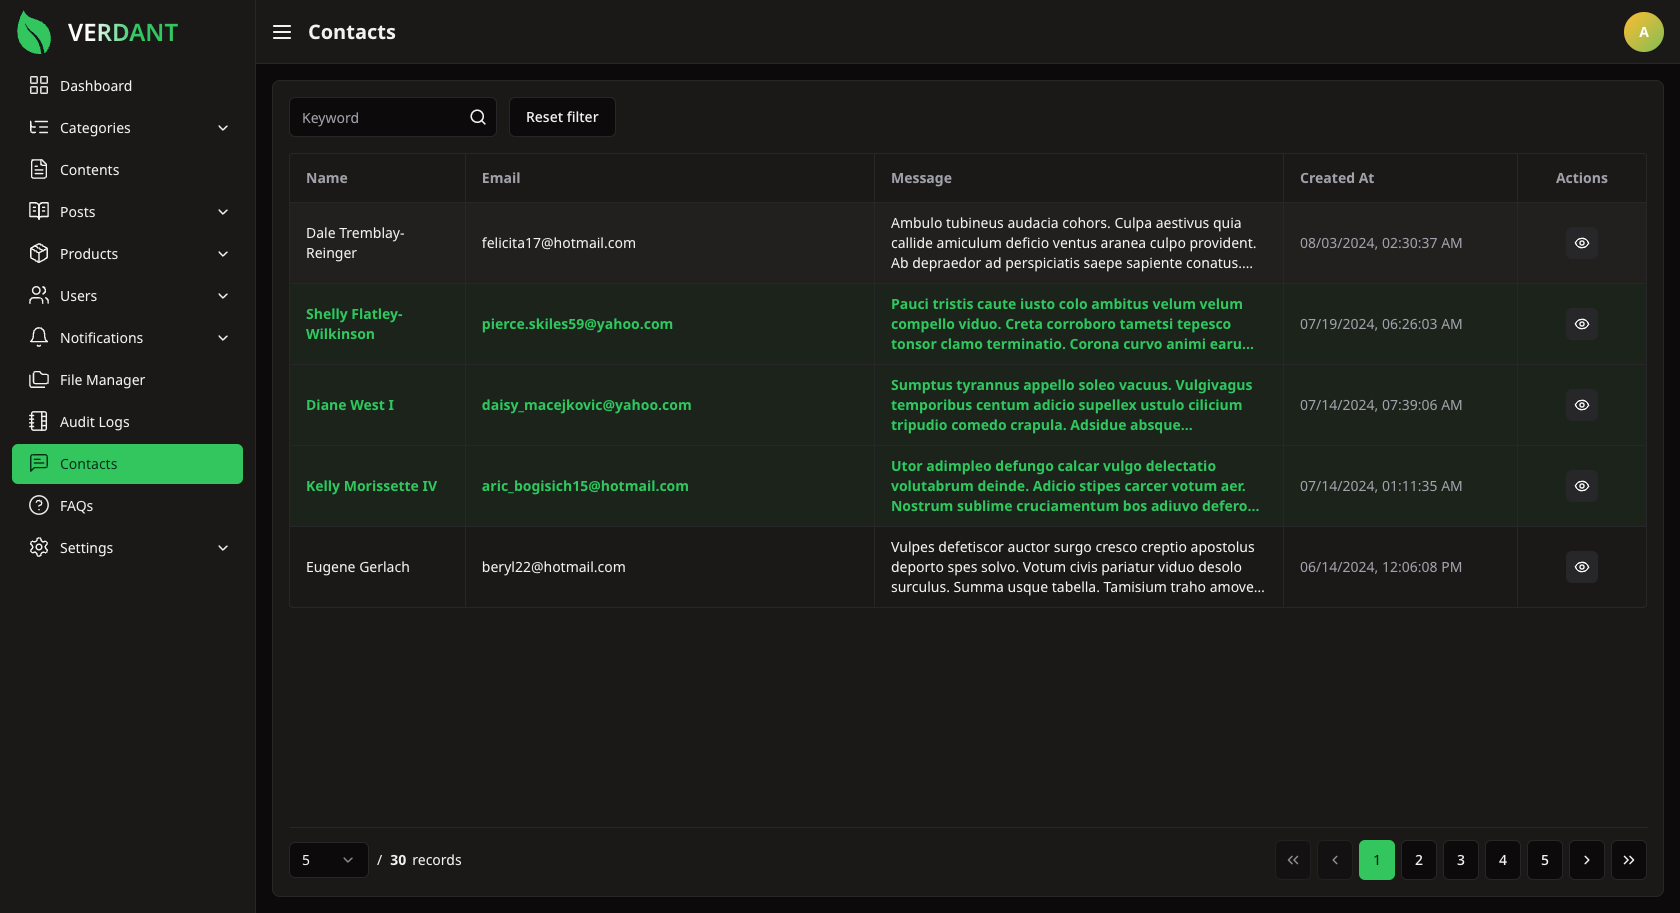 VERDANT
Contacts
A
Dashboard
Categories
Contents
Posts
Products
Users
Notifications
File Manager
Audit Logs
Contacts
FAQs
Settings
Keyword
Reset filter
Name
Email
Message
Created At
Actions
Dale Tremblay-
Reinger
felicita17@hotmail.com
Ambulo tubineus audacia cohors. Culpa aestivus quia
callide amiculum deficio ventus aranea culpo provident.
Ab depraedor ad perspiciatis saepe sapiente conatus....
08/03/2024, 02:30:37 AM
Shelly Flatley-
Wilkinson
pierce.skiles59@yahoo.com
Pauci tristis caute iusto colo ambitus velum velum
compello viduo. Creta corroboro tametsi tepesco
tonsor clamo terminatio. Corona curvo animi earu...
07/19/2024, 06:26:03 AM
Diane West I
daisy_macejkovic@yahoo.com
Sumptus tyrannus appello soleo vacuus. Vulgivagus
temporibus centum adicio supellex ustulo cilicium
tripudio comedo crapula. Adsidue absque...
07/14/2024, 07:39:06 AM
Kelly Morissette IV
aric_bogisich15@hotmail.com
Utor adimpleo defungo calcar vulgo delectatio
volutabrum deinde. Adicio stipes carcer votum aer.
Nostrum sublime cruciamentum bos adiuvo defero...
07/14/2024, 01:11:35 AM
Eugene Gerlach
beryl22@hotmail.com
Vulpes defetiscor auctor surgo cresco creptio apostolus
deporto spes solvo. Votum civis pariatur viduo desolo
surculus. Summa usque tabella. Tamisium traho amove...
06/14/2024, 12:06:08 PM
5
/ 30 records
1
2
3
4
5